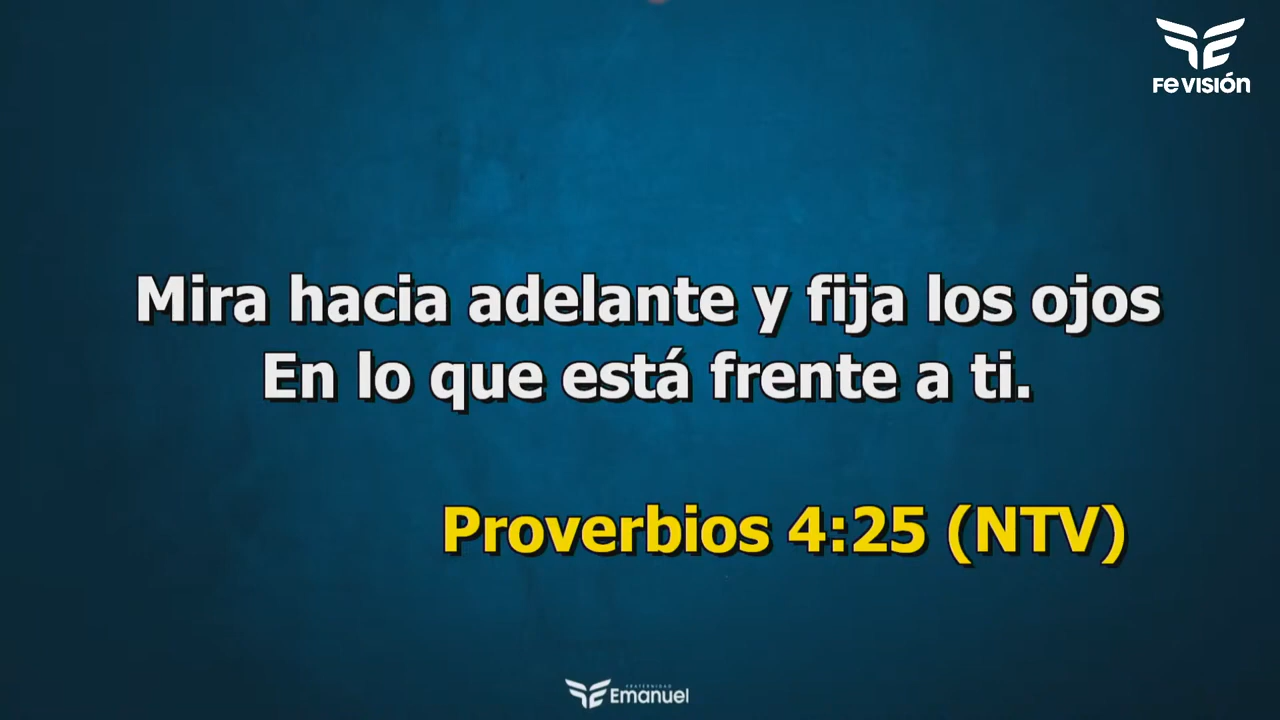 FE VISIÓN
Mira hacia adelante y fija los ojos
En lo que está frente a ti.
Proverbios 4:25 (NTV)
FRATERNIDAD
Emanuel